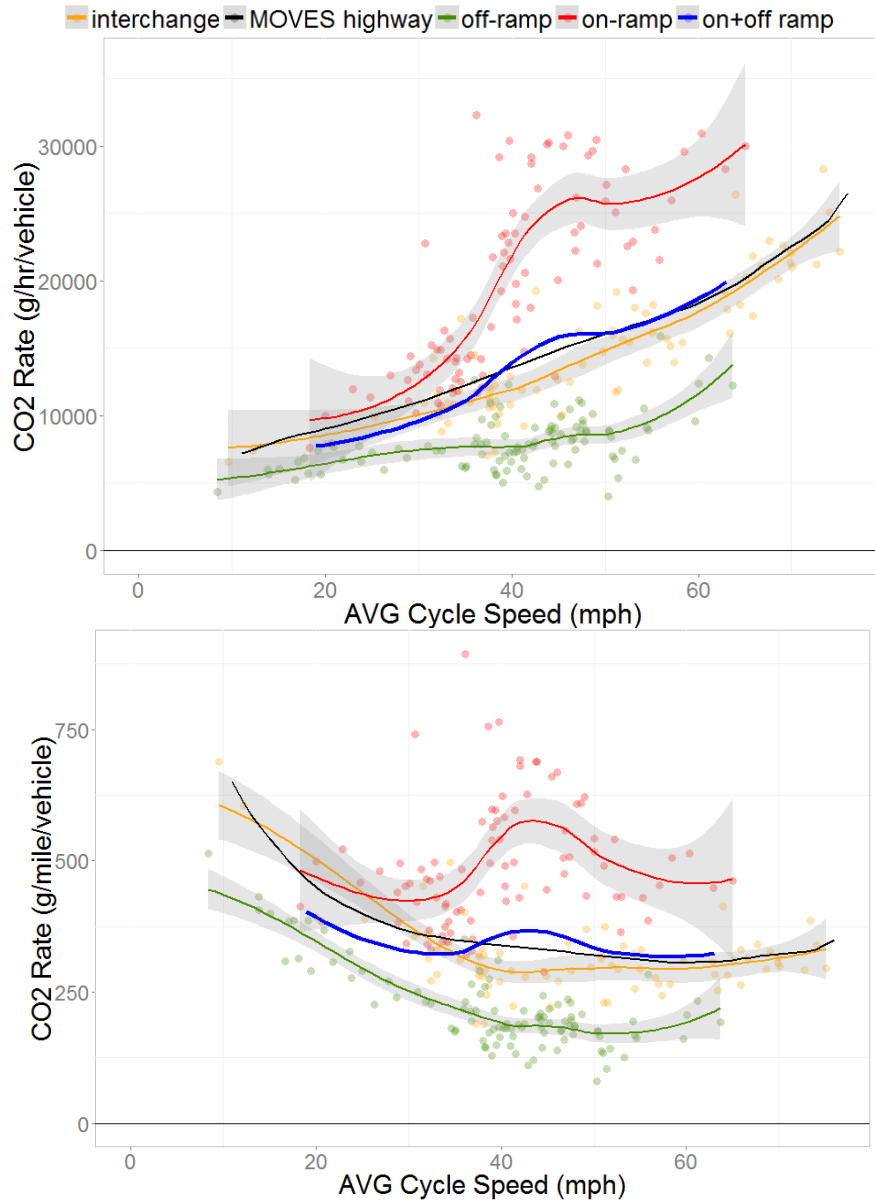 interchange MOVES highway off-ramp on-ramp on+off ramp
CO2 Rate (g/hr/vehicle)
30000
20000
10000
0
0 20 40 60
AVG Cycle Speed (mph)
CO2 Rate (g/mile/vehicle)
750
500
250
0
0 20 40 60
AVG Cycle Speed (mph)